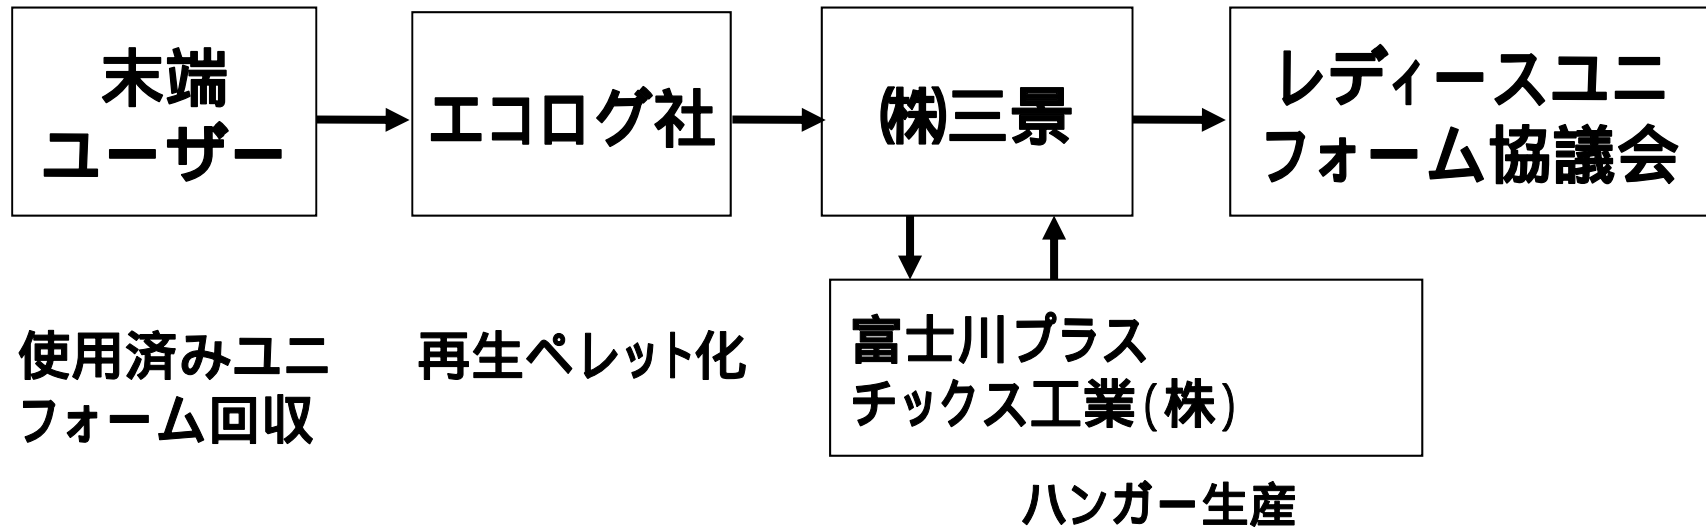 末端
ユーザー
エコログ社
㈱三景
レディースユニ
フォーム協議会
使用済みユニ
フォーム回収
再生ペレット化
富士川プラス
チックス工業(株)
ハンガー生産